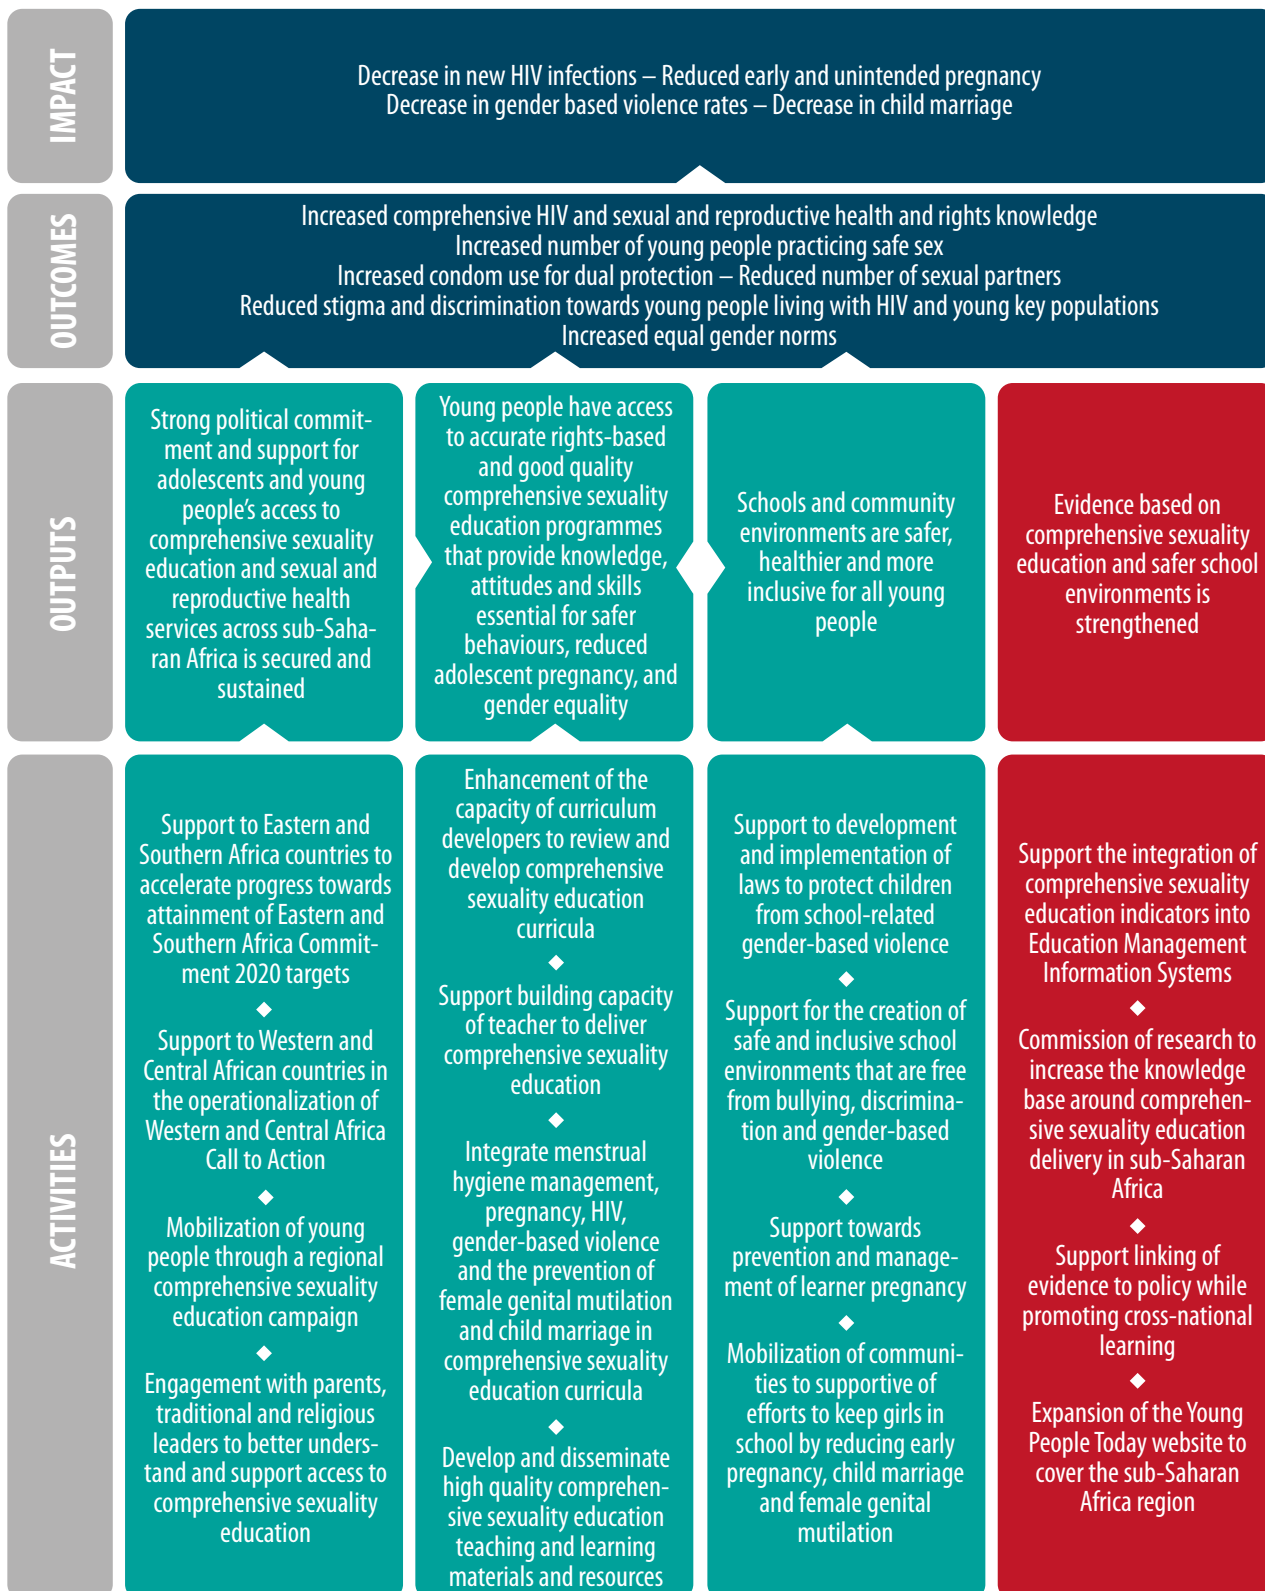 IMPACT
Decrease in new HIV infections – Reduced early and unintended pregnancy
Decrease in gender based violence rates – Decrease in child marriage
OUTCOMES
Increased comprehensive HIV and sexual and reproductive health and rights knowledge
Increased number of young people practicing safe sex
Increased condom use for dual protection – Reduced number of sexual partners
Reduced stigma and discrimination towards young people living with HIV and young key populations
Increased equal gender norms
OUTPUTS
Strong political commit-
ment and support for
adolescents and young
people’s access to
comprehensive sexuality
education and sexual and
reproductive health
services across sub-Saha-
ran Africa is secured and
sustained
Young people have access
to accurate rights-based
and good quality
comprehensive sexuality
education programmes
that provide knowledge,
attitudes and skills
essential for safer
behaviours, reduced
adolescent pregnancy, and
gender equality
Schools and community
environments are safer,
healthier and more
inclusive for all young
people
Evidence based on
comprehensive sexuality
education and safer school
environments is
strengthened
ACTIVITIES
Support to Eastern and
Southern Africa countries to
accelerate progress towards
attainment of Eastern and
Southern Africa Commit-
ment 2020 targets
Support to Western and
Central African countries in
the operationalization of
Western and Central Africa
Call to Action
Mobilization of young
people through a regional
comprehensive sexuality
education campaign
Engagement with parents,
traditional and religious
leaders to better unders-
tand and support access to
comprehensive sexuality
education
Enhancement of the
capacity of curriculum
developers to review and
develop comprehensive
sexuality education
curricula
Support building capacity
of teacher to deliver
comprehensive sexuality
education
Integrate menstrual
hygiene management,
pregnancy, HIV,
gender-based violence
and the prevention of
female genital mutilation
and child marriage in
comprehensive sexuality
education curricula
Develop and disseminate
high quality comprehen-
sive sexuality education
teaching and learning
materials and resources
Support to development
and implementation of
laws to protect children
from school-related
gender-based violence
Support for the creation of
safe and inclusive school
environments that are free
from bullying, discrimina-
tion and gender-based
violence
Support towards
prevention and manage-
ment of learner pregnancy
Mobilization of communi-
ties to supportive of
efforts to keep girls in
school by reducing early
pregnancy, child marriage
and female genital
mutilation
Support the integration of
comprehensive sexuality
education indicators into
Education Management
Information Systems
Commission of research to
increase the knowledge
base around comprehen-
sive sexuality education
delivery in sub-Saharan
Africa
Support linking of
evidence to policy while
promoting cross-national
learning
Expansion of the Young
People Today website to
cover the sub-Saharan
Africa region